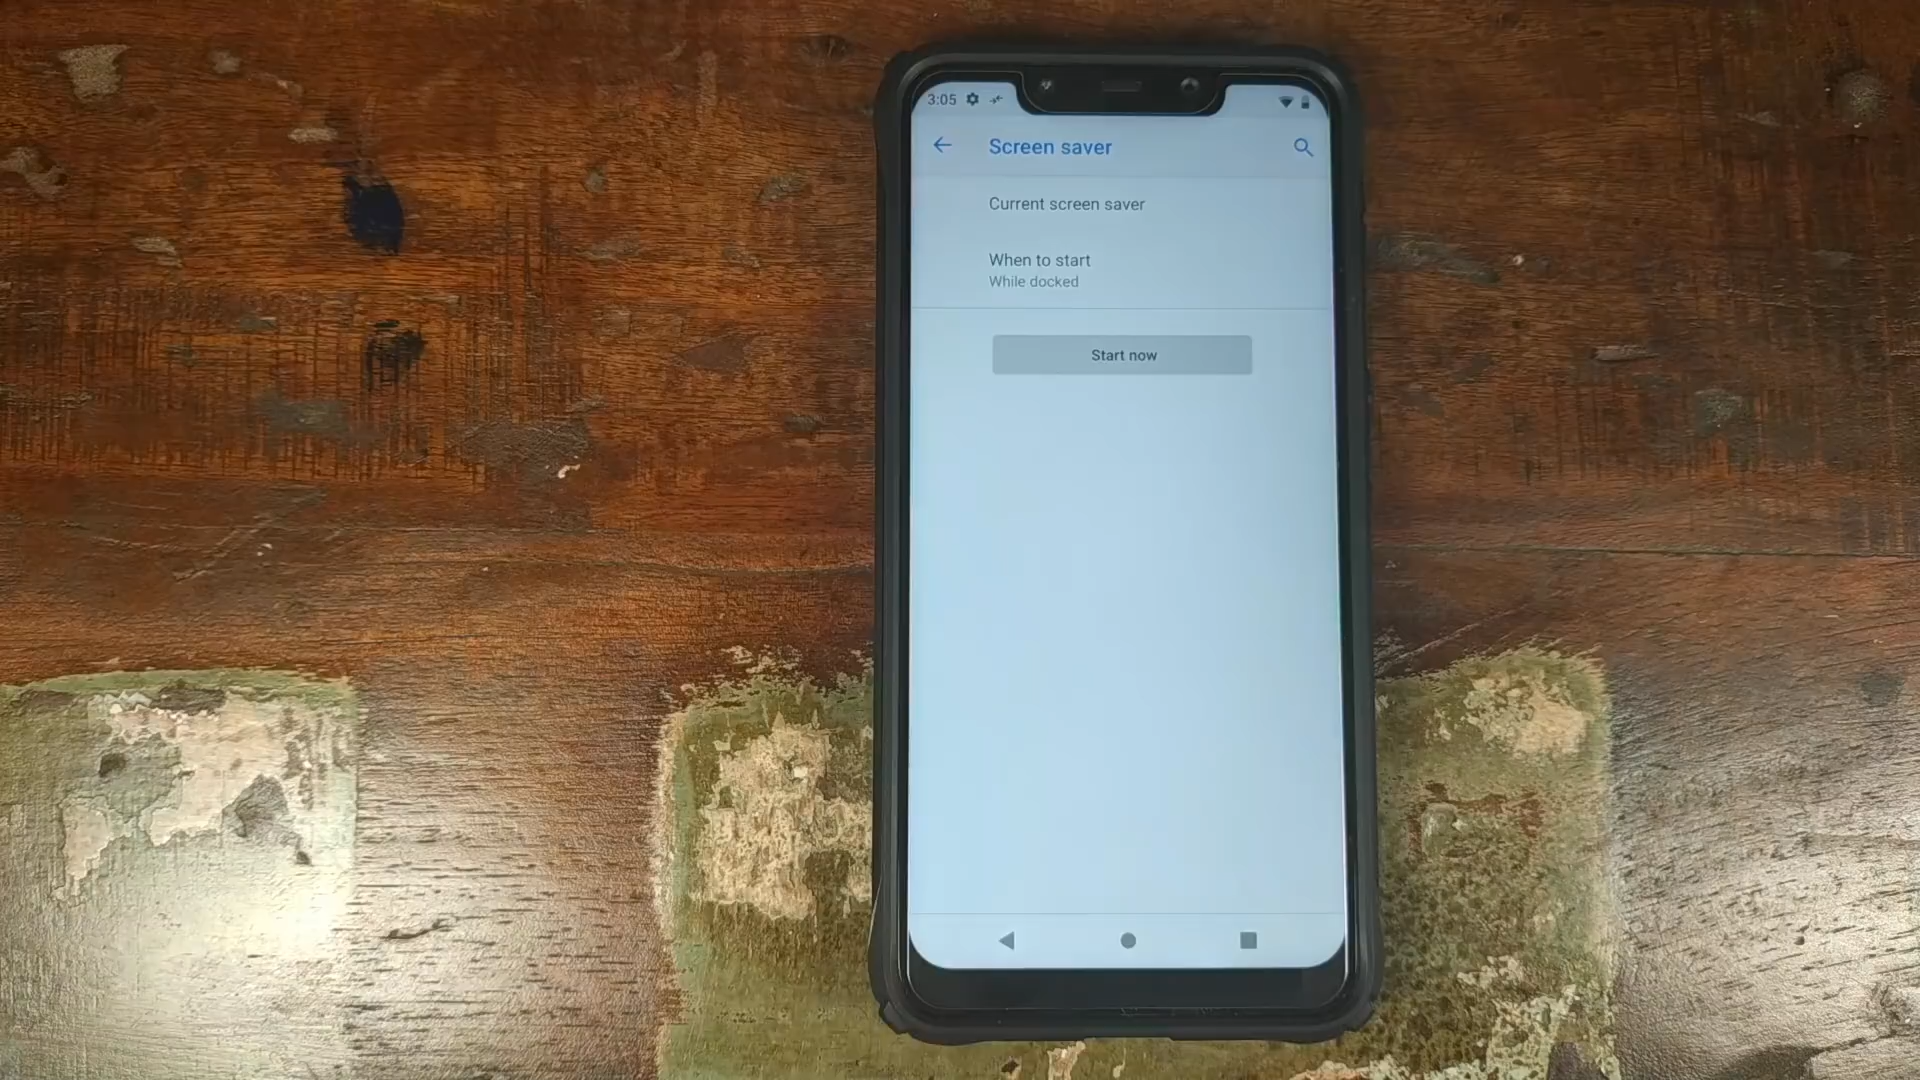 3:05
Screen saver
Current screen saver
When to start
While docked
Start now